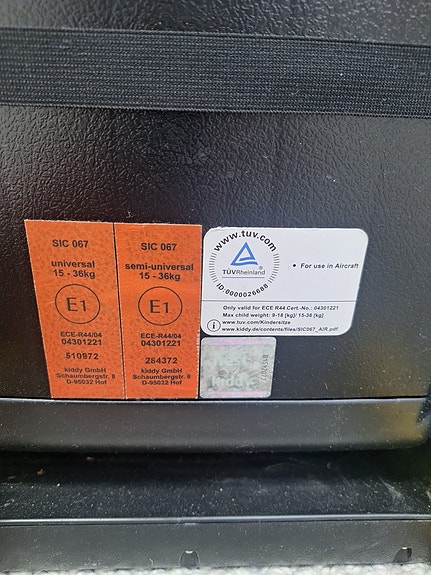 SIC 067
universal
15 - 36kg
E1
ECE-R44/04
04301221
510972
kiddy GmbH
Schaumbergstr. 8
D-95032 Hof
SIC 067
semi-universal
15 - 36kg
E1
ECE-R44/04
04301221
284372
kiddy GmbH
Schaumbergstr. 8
D-95032 Hof
www.tuv.com
TÜVRheinland
ID:0000026688
• For use in Aircraft
Only valid for ECE R44 Cert.-No.: 04301221
Max child weight: 9-18 [kg]/ 15-36 [kg]
www.tuv.com/Kindersitze
i www.kiddy.de/contents/files/SIC067_AIR.pdf
kiddy